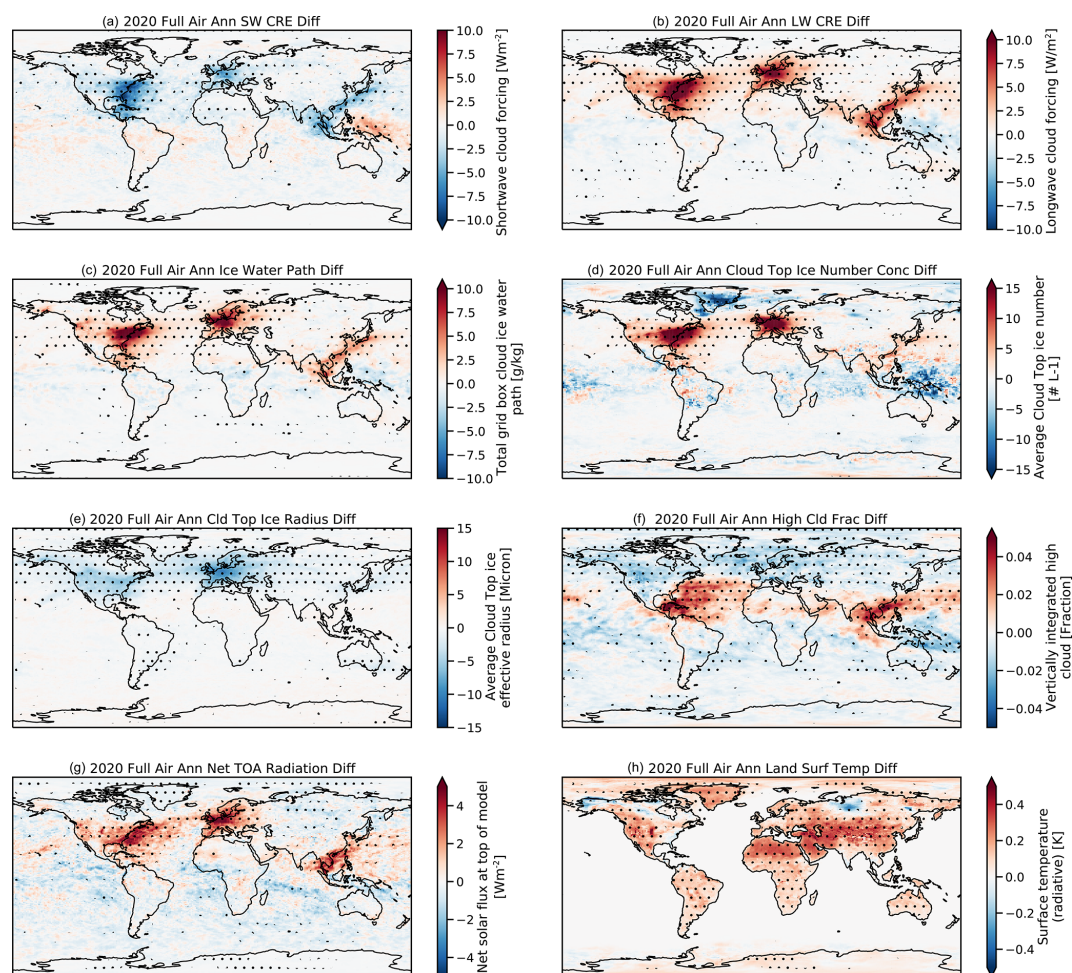 (a) 2020 Full Air Ann SW CRE Diff
10.0
7.5
5.0
2.5
0.0
−2.5
−5.0
−7.5
−10.0
Shortwave cloud forcing [Wm⁻²]
(b) 2020 Full Air Ann LW CRE Diff
10.0
7.5
5.0
2.5
0.0
−2.5
−5.0
−7.5
−10.0
Longwave cloud forcing [W/m²]
(c) 2020 Full Air Ann Ice Water Path Diff
10.0
7.5
5.0
2.5
0.0
−2.5
−5.0
−7.5
−10.0
Total grid box cloud ice water
path [g/kg]
(d) 2020 Full Air Ann Cloud Top Ice Number Conc Diff
15
10
5
0
−5
−10
−15
Average Cloud Top ice number
[# L-1]
(e) 2020 Full Air Ann Cld Top Ice Radius Diff
15
10
5
0
−5
−10
−15
Average Cloud Top ice
effective radius [Micron]
(f) 2020 Full Air Ann High Cld Frac Diff
0.04
0.02
0.00
−0.02
−0.04
Vertically integrated high
cloud [Fraction]
(g) 2020 Full Air Ann Net TOA Radiation Diff
4
2
0
−2
−4
Net solar flux at top of model
[Wm⁻²]
(h) 2020 Full Air Ann Land Surf Temp Diff
0.4
0.2
0.0
−0.2
−0.4
Surface temperature
(radiative) [K]